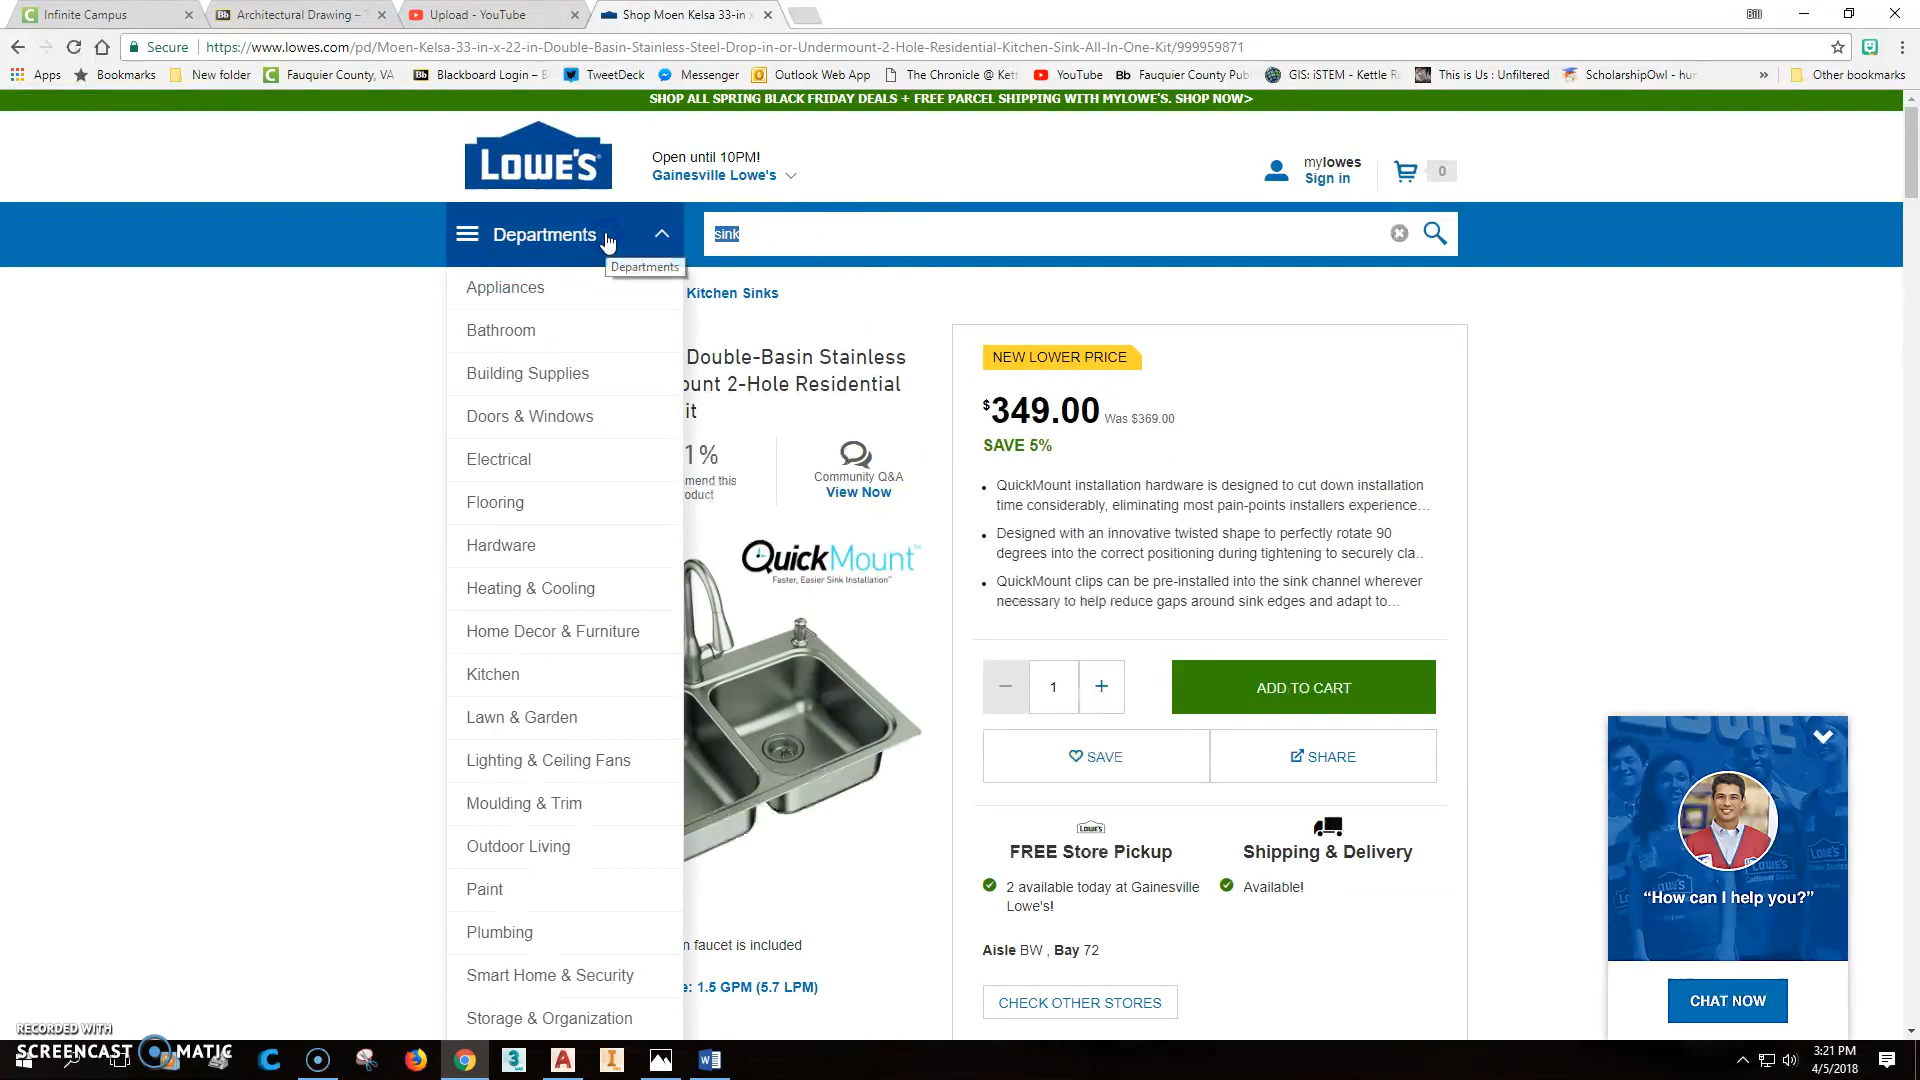 Infinite Campus
Architectural Drawing –
Upload - YouTube
Shop Moen Kelsa 33-in x
Bill
Secure
https://www.lowes.com/pd/Moen-Kelsa-33-in-x-22-in-Double-Basin-Stainless-Steel-Drop-in-or-Undermount-2-Hole-Residential-Kitchen-Sink-All-In-One-Kit/999959871
Apps
Bookmarks
New folder
Fauquier County, VA
Blackboard Login – B
TweetDeck
Messenger
Outlook Web App
The Chronicle @ Kett
YouTube
Fauquier County Pub
GIS: iSTEM - Kettle R
This is Us : Unfiltered
ScholarshipOwl - hu
»
Other bookmarks
SHOP ALL SPRING BLACK FRIDAY DEALS + FREE PARCEL SHIPPING WITH MYLOWE'S. SHOP NOW>
LOWE'S
Open until 10PM!
Gainesville Lowe's
mylowes
Sign in
0
Departments
sink
Departments
Appliances
Bathroom
Building Supplies
Doors & Windows
Electrical
Flooring
Hardware
Heating & Cooling
Home Decor & Furniture
Kitchen
Lawn & Garden
Lighting & Ceiling Fans
Moulding & Trim
Outdoor Living
Paint
Plumbing
Smart Home & Security
Storage & Organization
Kitchen Sinks
Double-Basin Stainless
ount 2-Hole Residential
it
1%
mend this
oduct
Community Q&A
View Now
QuickMount™
Faster, Easier Sink Installation™
m faucet is included
e: 1.5 GPM (5.7 LPM)
NEW LOWER PRICE
$349.00 Was $369.00
SAVE 5%
• QuickMount installation hardware is designed to cut down installation
time considerably, eliminating most pain-points installers experience…
• Designed with an innovative twisted shape to perfectly rotate 90
degrees into the correct positioning during tightening to securely cla..
• QuickMount clips can be pre-installed into the sink channel wherever
necessary to help reduce gaps around sink edges and adapt to…
− 1 +
ADD TO CART
SAVE
SHARE
Lowe's
FREE Store Pickup
2 available today at Gainesville
Lowe's!
Shipping & Delivery
Available!
Aisle BW , Bay 72
CHECK OTHER STORES
“How can I help you?”
CHAT NOW
RECORDED WITH
SCREENCAST MATIC
3:21 PM
4/5/2018